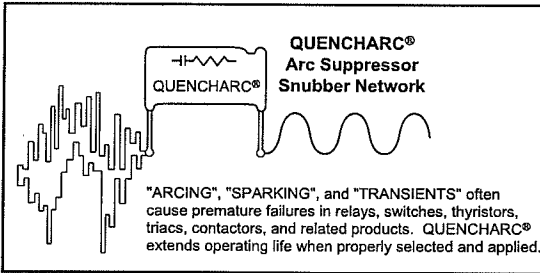 QUENCHARC®
Arc Suppressor
Snubber Network
QUENCHARC®
"ARCING", "SPARKING", and "TRANSIENTS" often
cause premature failures in relays, switches, thyristors,
triacs, contactors, and related products. QUENCHARC®
extends operating life when properly selected and applied.